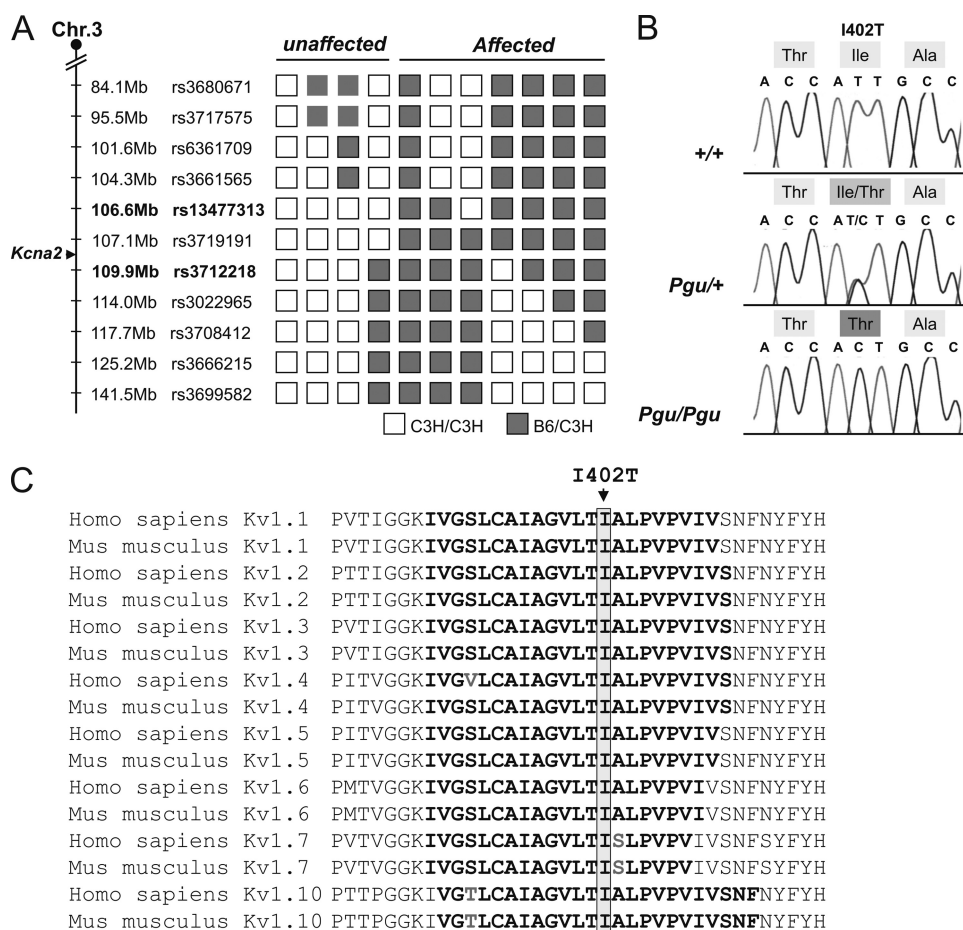 A
Chr.3
unaffected Affected
84.1Mb rs3680671
95.5Mb rs3717575
101.6Mb rs6361709
104.3Mb rs3661565
106.6Mb rs13477313
107.1Mb rs3719191
Kcna2
109.9Mb rs3712218
114.0Mb rs3022965
117.7Mb rs3708412
125.2Mb rs3666215
141.5Mb rs3699582
C3H/C3H B6/C3H
B
I402T
Thr Ile Ala
A C C A T T G C C
+/+
Thr Ile/Thr Ala
A C C A T/C T G C C
Pgu/+
Thr Thr Ala
A C C A C T G C C
Pgu/Pgu
C
I402T
Homo sapiens Kv1.1 PVTIGGKIVGSLCAIAGVLTIALPVPVIVSNFNYFYH
Mus musculus Kv1.1 PVTIGGKIVGSLCAIAGVLTIALPVPVIVSNFNYFYH
Homo sapiens Kv1.2 PTTIGGKIVGSLCAIAGVLTIALPVPVIVSNFNYFYH
Mus musculus Kv1.2 PTTIGGKIVGSLCAIAGVLTIALPVPVIVSNFNYFYH
Homo sapiens Kv1.3 PVTIGGKIVGSLCAIAGVLTIALPVPVIVSNFNYFYH
Mus musculus Kv1.3 PVTIGGKIVGSLCAIAGVLTIALPVPVIVSNFNYFYH
Homo sapiens Kv1.4 PITVGGKIVGVLCAIAGVLTIALPVPVIVSNFNYFYH
Mus musculus Kv1.4 PITVGGKIVGSLCAIAGVLTIALPVPVIVSNFNYFYH
Homo sapiens Kv1.5 PITVGGKIVGSLCAIAGVLTIALPVPVIVSNFNYFYH
Mus musculus Kv1.5 PITVGGKIVGSLCAIAGVLTIALPVPVIVSNFNYFYH
Homo sapiens Kv1.6 PMTVGGKIVGSLCAIAGVLTIALPVPVIVSNFNYFYH
Mus musculus Kv1.6 PMTVGGKIVGSLCAIAGVLTIALPVPVIVSNFNYFYH
Homo sapiens Kv1.7 PVTVGGKIVGSLCAIAGVLTISLPVPVIVSNFSYFYH
Mus musculus Kv1.7 PVTVGGKIVGSLCAIAGVLTISLPVPVIVSNFSYFYH
Homo sapiens Kv1.10 PTTPGGKIVGTLCAIAGVLTIALPVPVIVSNFNYFYH
Mus musculus Kv1.10 PTTPGGKIVGTLCAIAGVLTIALPVPVIVSNFNYFYH